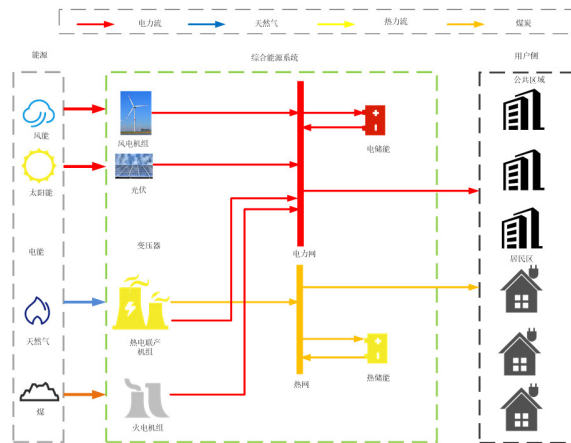 电力流 天然气 热力流 煤炭
能源 综合能源系统 用户侧
公共区域
风能 风电机组 电储能
太阳能 光伏
居民区
电能 变压器 电力网
天然气 热电联产
机组
煤 火电机组 热网 热储能